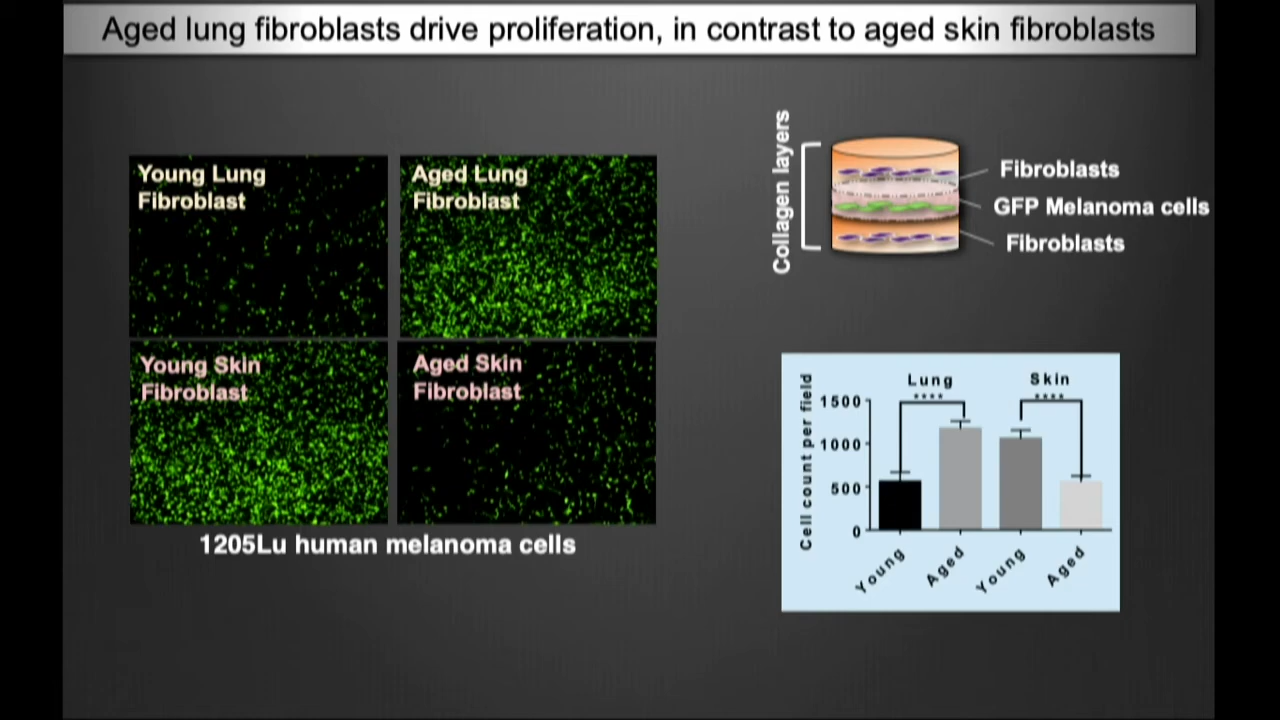 Aged lung fibroblasts drive proliferation, in contrast to aged skin fibroblasts
Young Lung
Fibroblast
Aged Lung
Fibroblast
Young Skin
Fibroblast
Aged Skin
Fibroblast
1205Lu human melanoma cells
Collagen layers
Fibroblasts
GFP Melanoma cells
Fibroblasts
Cell count per field
Lung
Skin
**** ****
1500
1000
500
0
Young Aged Young Aged